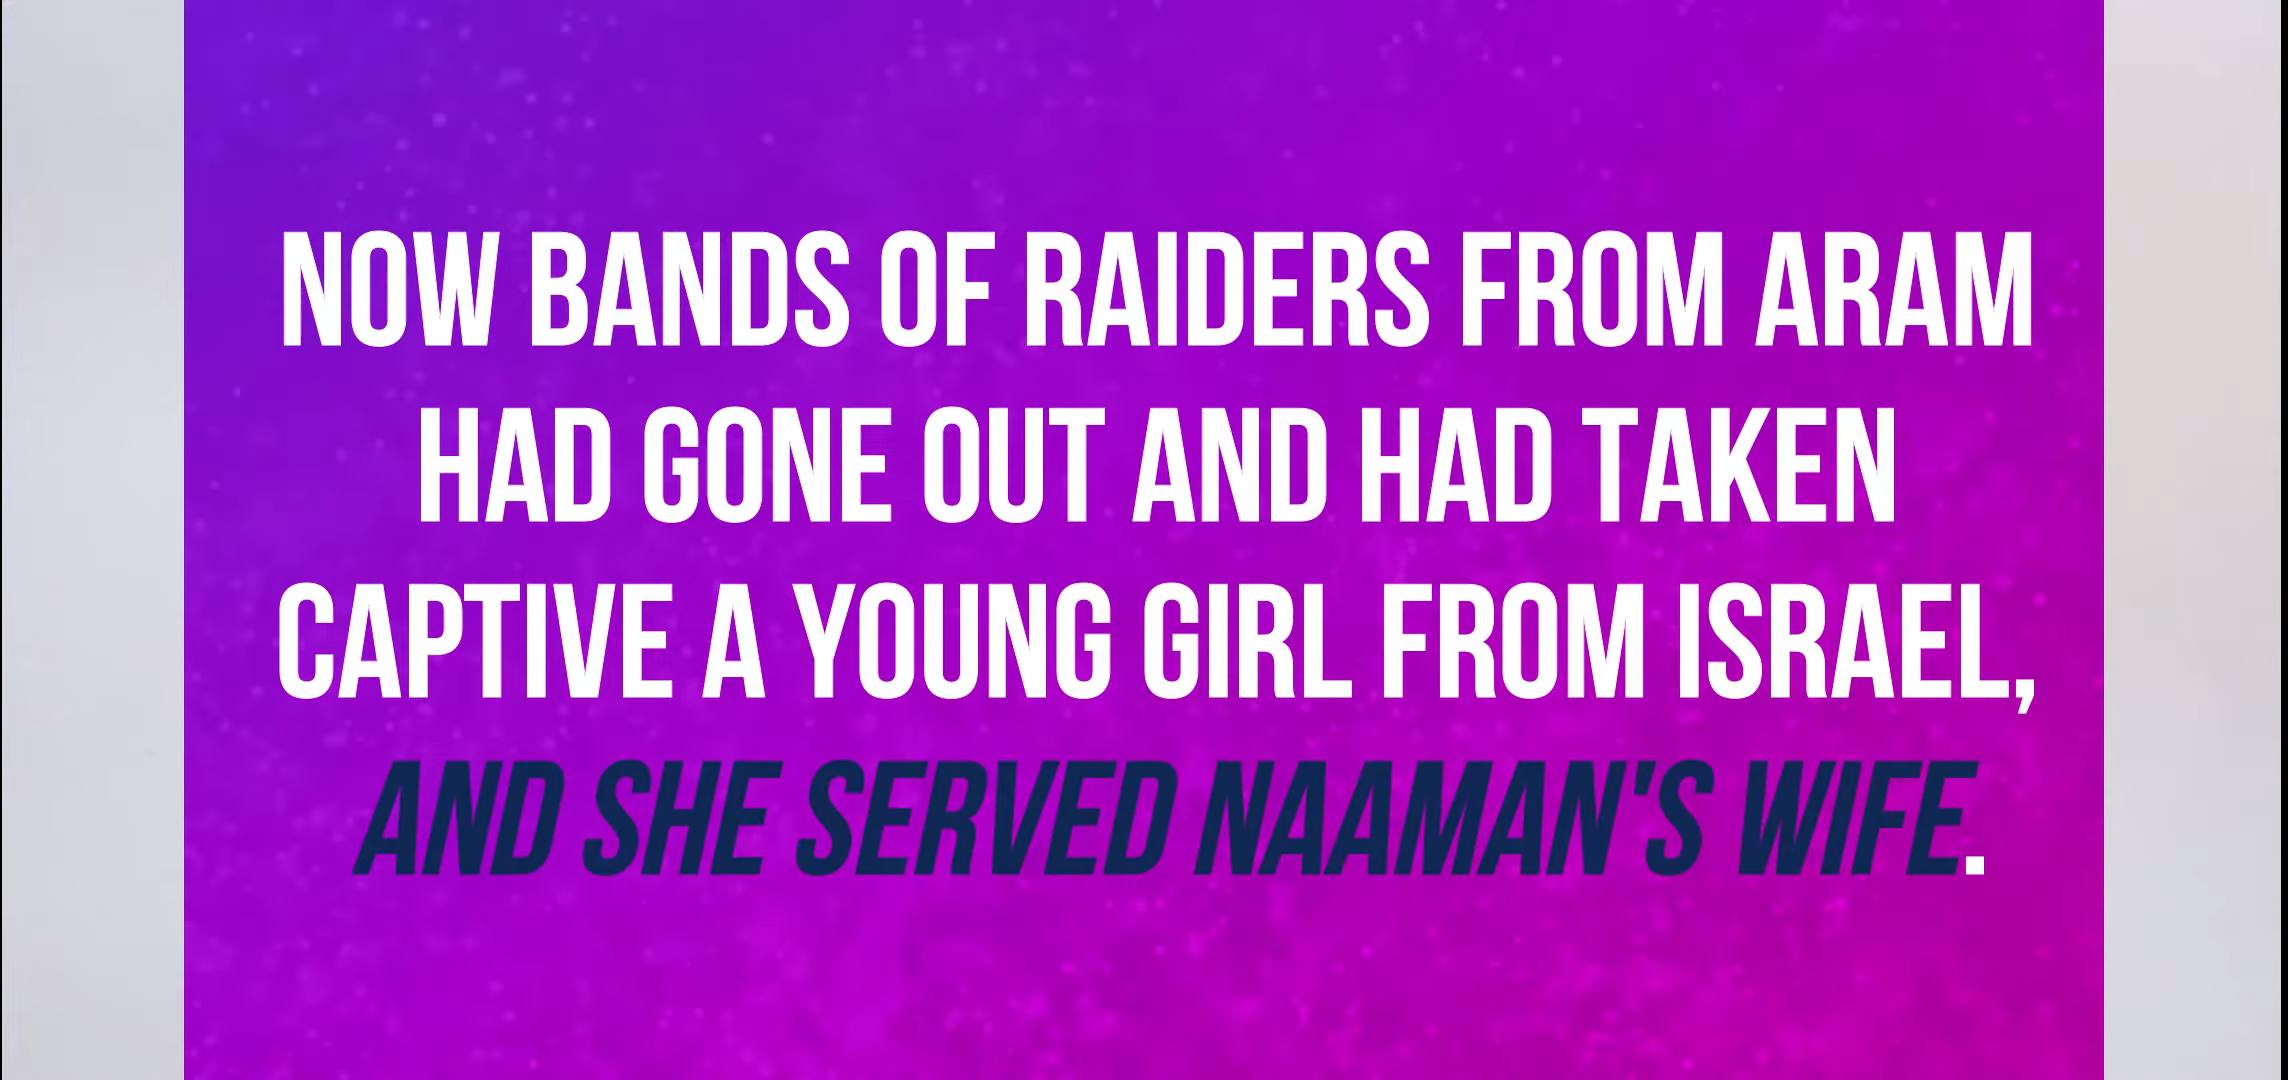 NOW BANDS OF RAIDERS FROM ARAM
HAD GONE OUT AND HAD TAKEN
CAPTIVE A YOUNG GIRL FROM ISRAEL,
AND SHE SERVED NAAMAN'S WIFE.